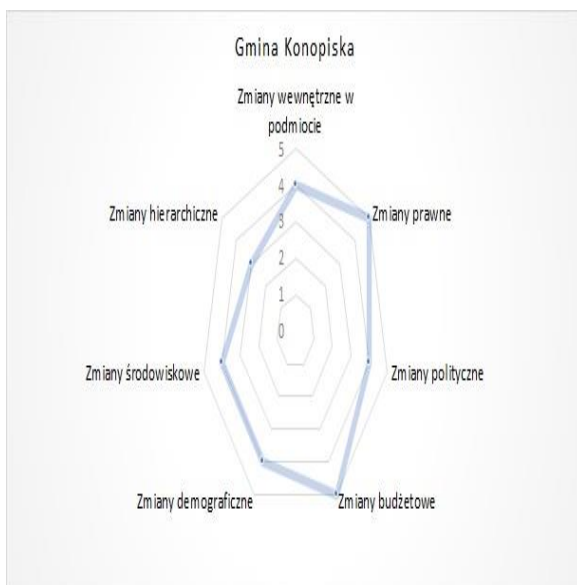 Gmina Konopiska
Zmiany wewnętrzne w
podmiocie
5
4
3
2
1
0
Zmiany hierarchiczne
Zmiany prawne
Zmiany środowiskowe
Zmiany polityczne
Zmiany demograficzne
Zmiany budżetowe